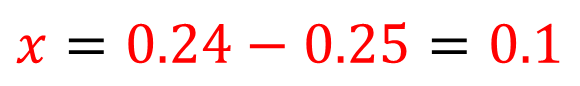 x = 0.24 − 0.25 = 0.1